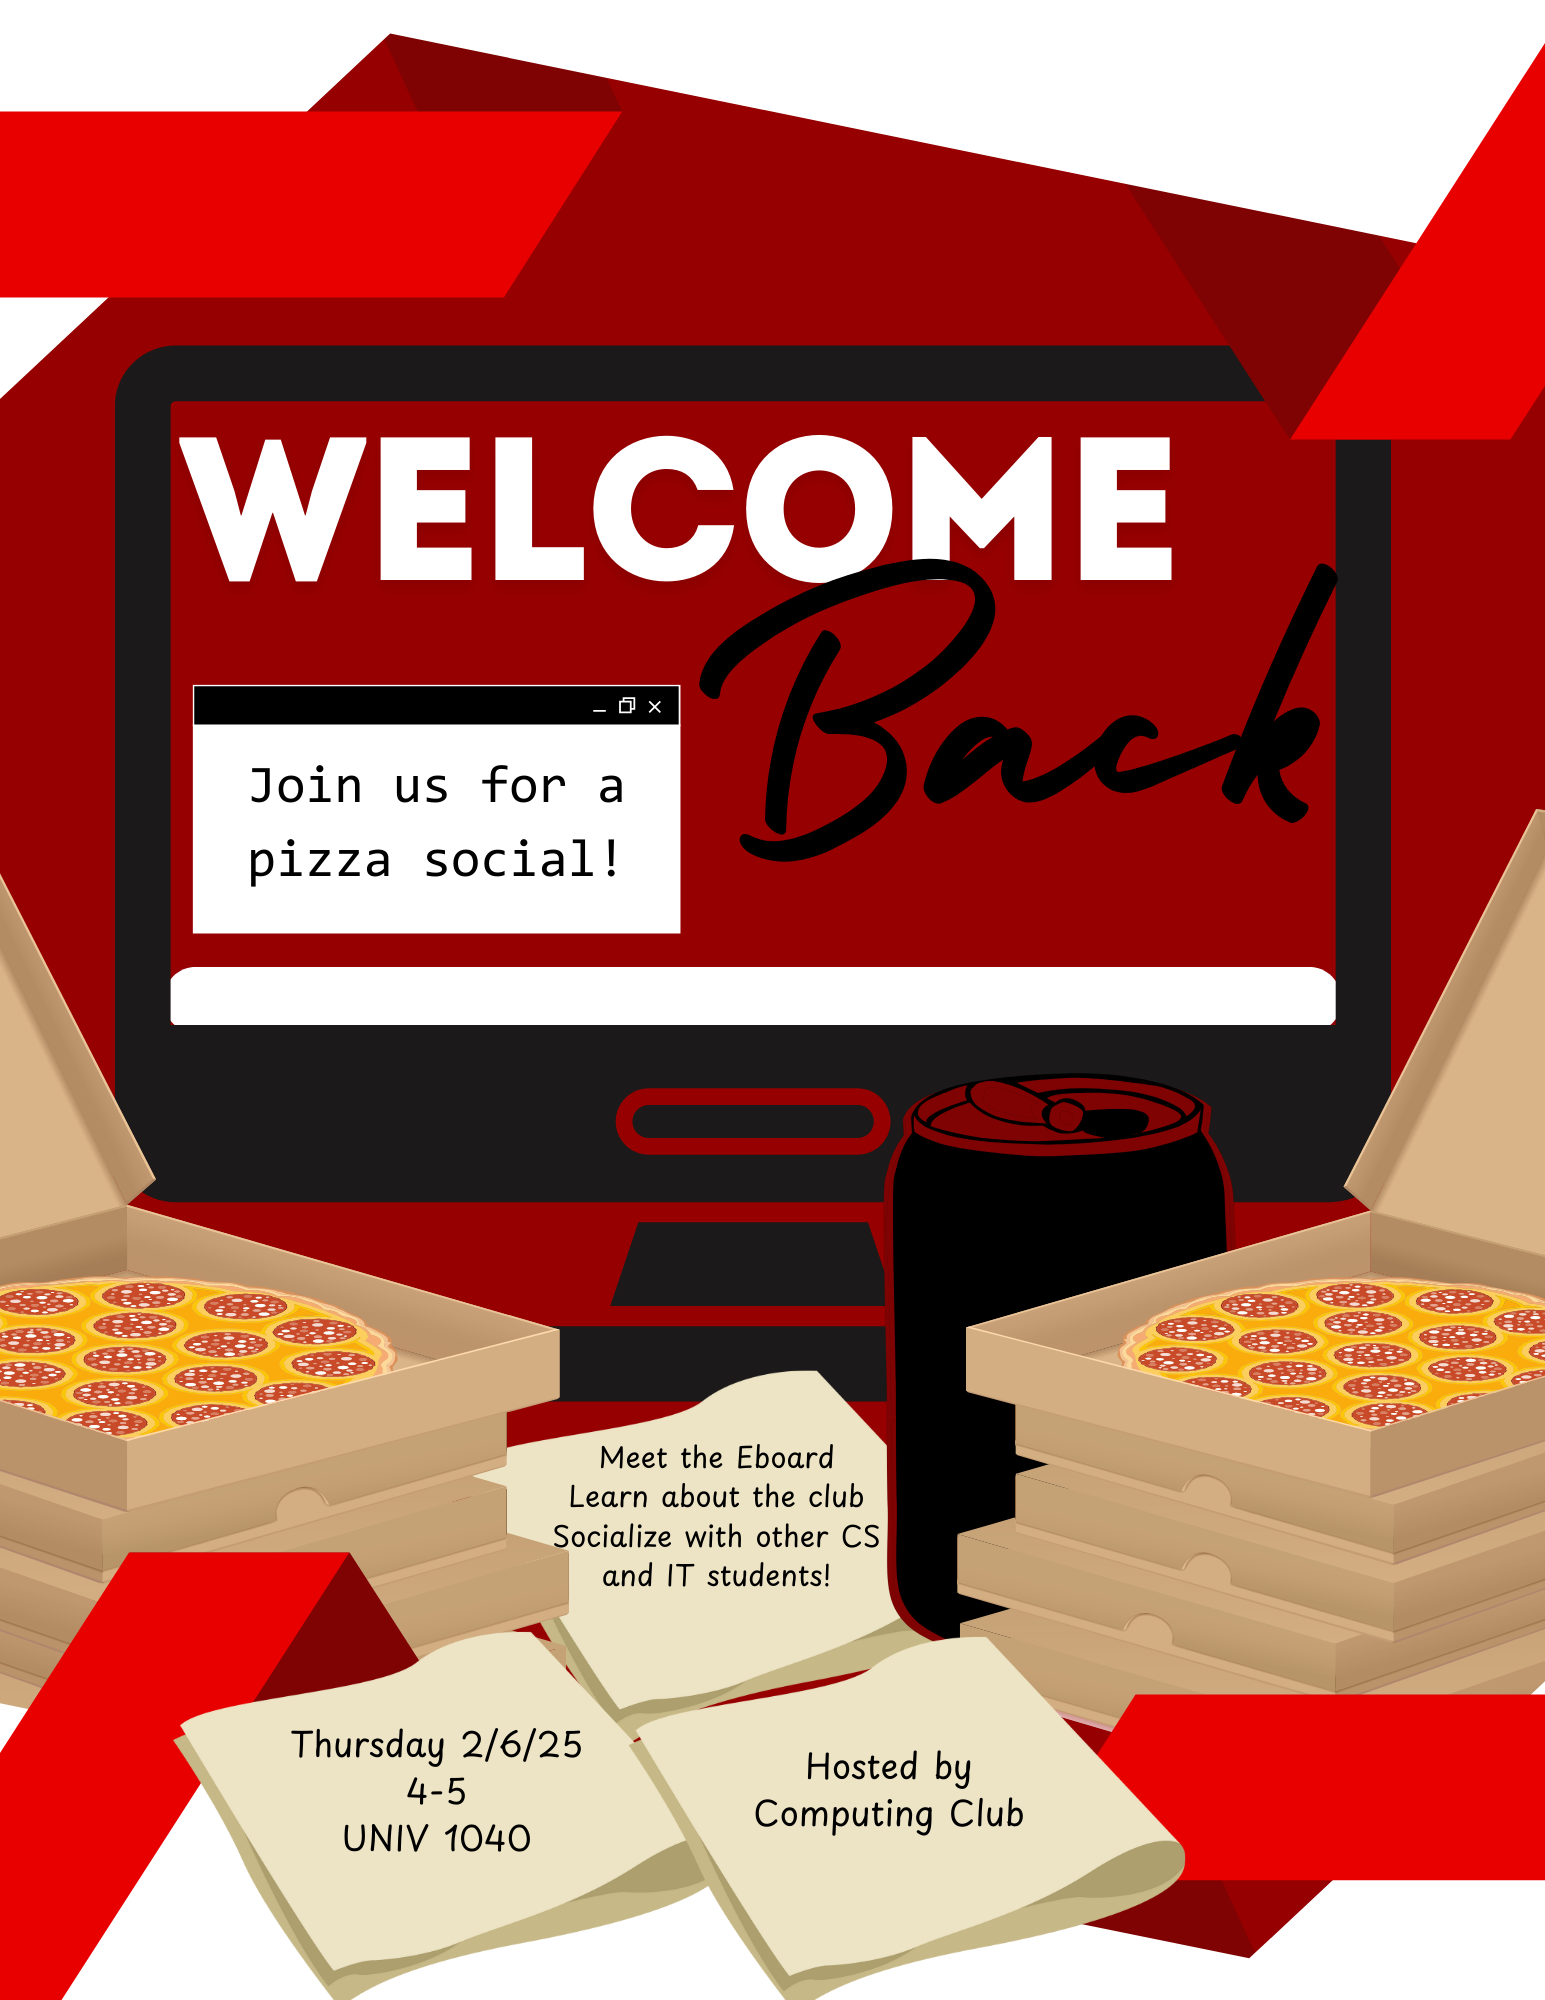 WELCOME
Back
Join us for a
pizza social!
Meet the Eboard
Learn about the club
Socialize with other CS
and IT students!
Thursday 2/6/25
4-5
UNIV 1040
Hosted by
Computing Club